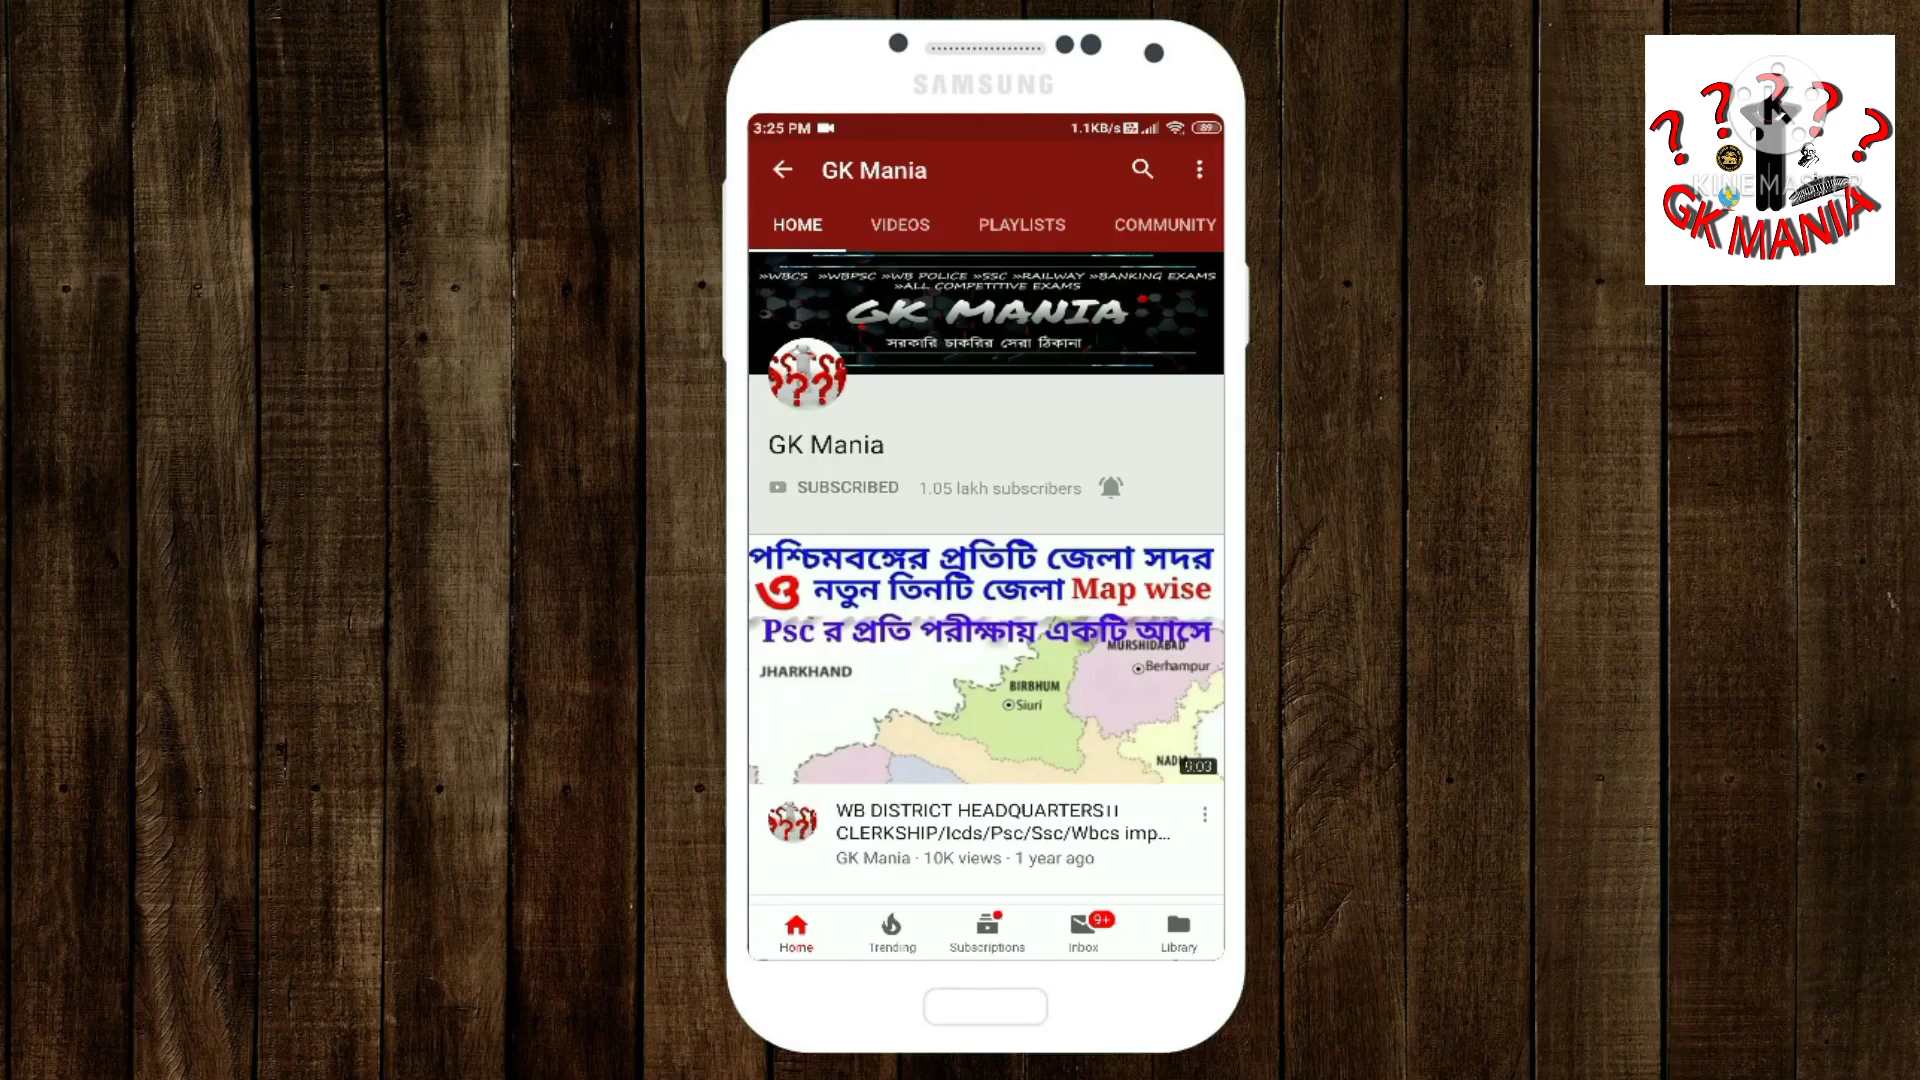 SAMSUNG
3:25 PM
1.1KB/s
89
GK Mania
HOME
VIDEOS
PLAYLISTS
COMMUNITY
»WBCS »WBPSC »WB POLICE »SSC »RAILWAY »BANKING EXAMS
»ALL COMPETITIVE EXAMS
GK MANIA
সরকারি চাকরির সেরা ঠিকানা
GK Mania
SUBSCRIBED
1.05 lakh subscribers
পশ্চিমবঙ্গের প্রতিটি জেলা সদর
ও নতুন তিনটি জেলা Map wise
Psc র প্রতি পরীক্ষায় একটি আসে
MURSHIDABAD
JHARKHAND
Berhampur
BIRBHUM
Siuri
WB DISTRICT HEADQUARTERS।।
CLERKSHIP/Icds/Psc/Ssc/Wbcs imp...
GK Mania · 10K views · 1 year ago
Home
Trending
Subscriptions
9+
Inbox
Library
KINEMASTER
GK MANIA